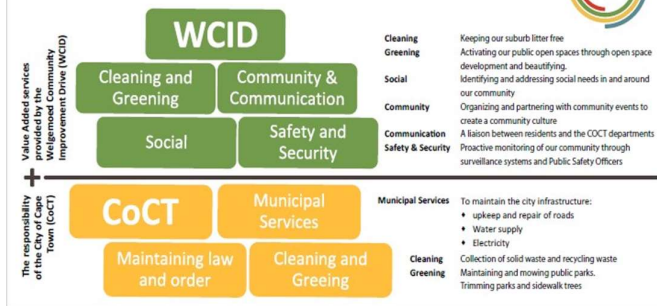 Value Added services
provided by the
Welgemoed Community
Improvement Drive (WCID)
WCID
Cleaning and
Greening
Community &
Communication
Social
Safety and
Security
Cleaning Keeping our suburb litter free
Greening Activating our public open spaces through open space
development and beautifying.
Social Identifying and addressing social needs in and around
our community
Community Organizing and partnering with community events to
create a community culture
Communication A liaison between residents and the COCT departments
Safety & Security Proactive monitoring of our community through
surveillance systems and Public Safety Officers
+
The responsibility
of the City of Cape
Town (CoCT)
CoCT
Municipal
Services
Maintaining law
and order
Cleaning and
Greeing
Municipal Services To maintain the city infrastructure:
• upkeep and repair of roads
• Water supply
• Electricity
Cleaning Collection of solid waste and recycling waste
Greening Maintaining and mowing public parks.
Trimming parks and sidewalk trees